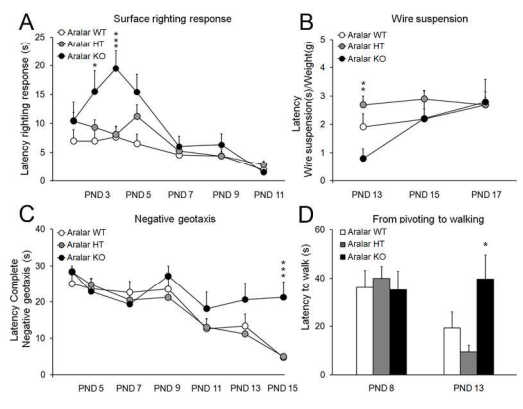 A
Surface righting response
Aralar WT
Aralar HT
Aralar KO
*
***
Latency righting response (s)
25
20
15
10
5
0
PND 3
PND 5
PND 7
PND 9
PND 11
B
Wire suspension
Aralar WT
Aralar HT
Aralar KO
**
Latency
Wire suspension(s)/Weight(g)
5
4
3
2
1
0
PND 13
PND 15
PND 17
C
Negative geotaxis
Aralar WT
Aralar HT
Aralar KO
***
Latency Complete
Negative geotaxis (s)
40
30
20
10
0
PND 5
PND 7
PND 9
PND 11
PND 13
PND 15
D
From pivoting to walking
Aralar WT
Aralar HT
Aralar KO
*
Latency to walk (s)
60
40
20
0
PND 8
PND 13